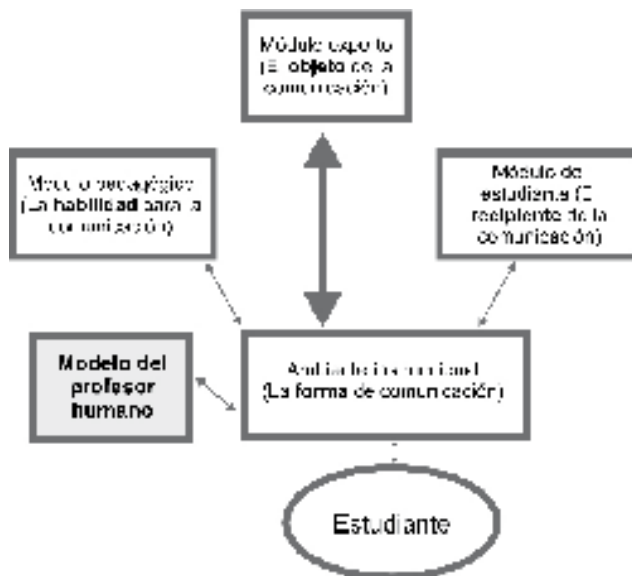 Módulo experto
(El objeto de la
comunicación)
Modulo pedagógico
(La habilidad para la
comunicación)
Módulo de
estudiante (El
recipiente de la
comunicación)
Modelo del
profesor
humano
(La forma de comunicación)
Estudiante